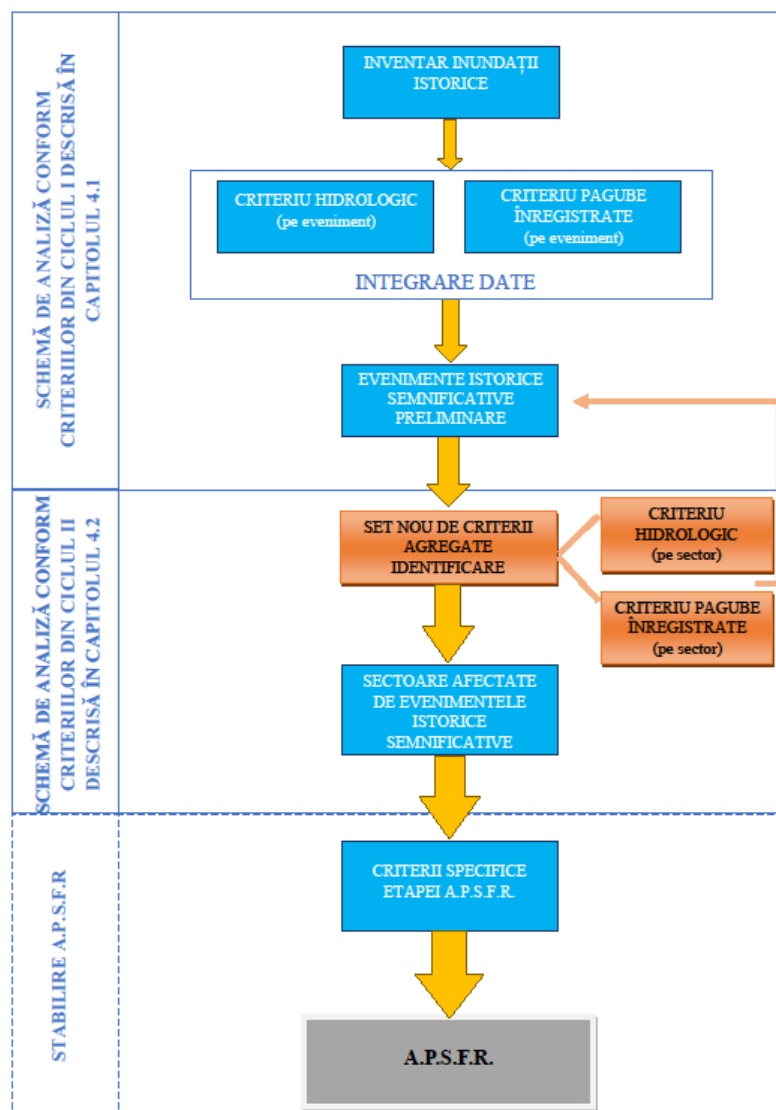 SCHEMĂ DE ANALIZĂ CONFORM
CRITERIILOR DIN CICLUL I DESCRISĂ ÎN
CAPITOLUL 4.1
INVENTAR INUNDAȚII
ISTORICE
CRITERIU HIDROLOGIC
(pe eveniment)
CRITERIU PAGUBE
ÎNREGISTRATE
(pe eveniment)
INTEGRARE DATE
EVENIMENTE ISTORICE
SEMNIFICATIVE
PRELIMINARE
SCHEMĂ DE ANALIZĂ CONFORM
CRITERIILOR DIN CICLUL II
DESCRISĂ ÎN CAPITOLUL 4.2
SET NOU DE CRITERII
AGREGATE
IDENTIFICARE
CRITERIU
HIDROLOGIC
(pe sector)
CRITERIU PAGUBE
ÎNREGISTRATE
(pe sector)
SECTOARE AFECTATE
DE EVENIMENTELE
ISTORICE
SEMNIFICATIVE
STABILIRE A.P.S.F.R
CRITERII SPECIFICE
ETAPEI A.P.S.F.R.
A.P.S.F.R.